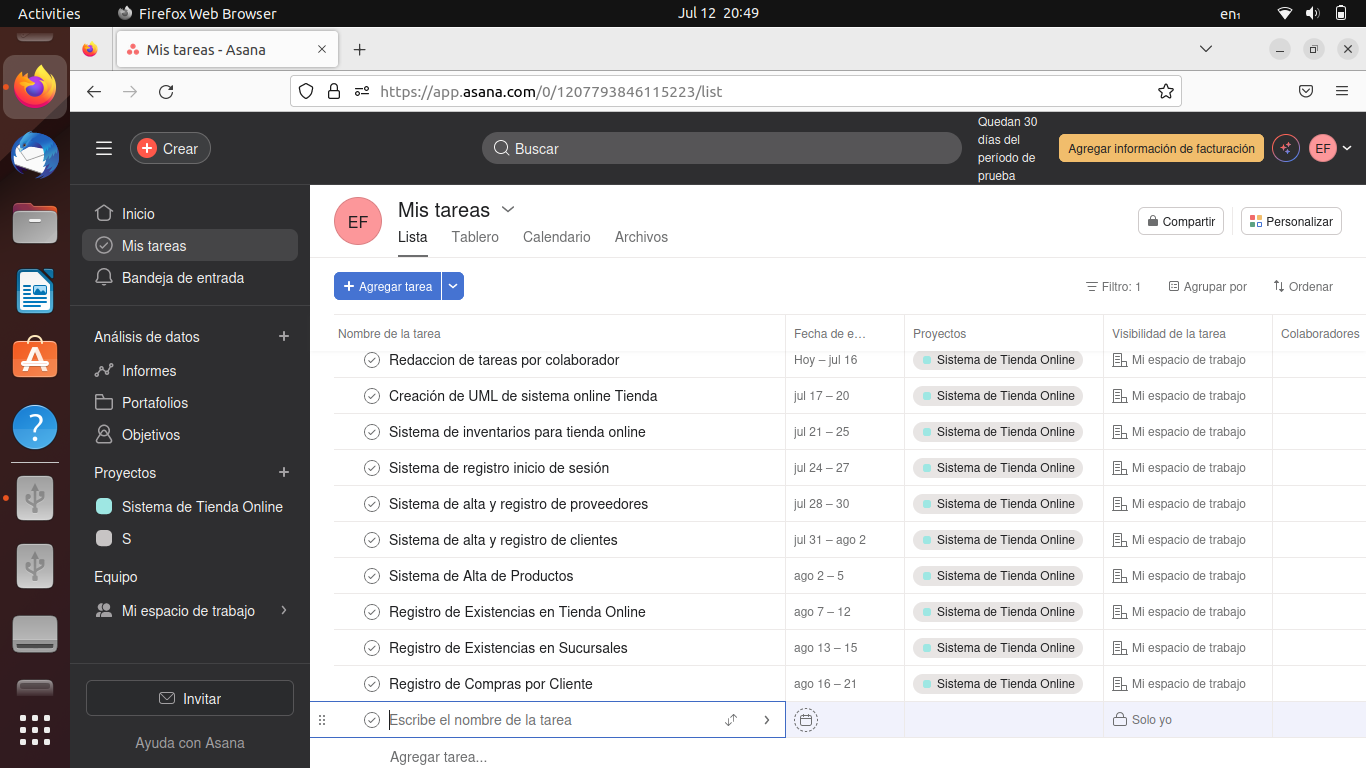 Activities Firefox Web Browser Jul 12 20:49 en₁
Mis tareas - Asana
https://app.asana.com/0/1207793846115223/list
Crear Buscar Quedan 30 días del período de prueba Agregar información de facturación EF
Inicio
Mis tareas
Bandeja de entrada
Análisis de datos
Informes
Portafolios
Objetivos
Proyectos
Sistema de Tienda Online
S
Equipo
Mi espacio de trabajo
Invitar
Ayuda con Asana
EF Mis tareas
Lista Tablero Calendario Archivos
Compartir Personalizar
Agregar tarea Filtro: 1 Agrupar por Ordenar
Nombre de la tarea Fecha de e... Proyectos Visibilidad de la tarea Colaboradores
Redaccion de tareas por colaborador Hoy – jul 16 Sistema de Tienda Online Mi espacio de trabajo
Creación de UML de sistema online Tienda jul 17 – 20 Sistema de Tienda Online Mi espacio de trabajo
Sistema de inventarios para tienda online jul 21 – 25 Sistema de Tienda Online Mi espacio de trabajo
Sistema de registro inicio de sesión jul 24 – 27 Sistema de Tienda Online Mi espacio de trabajo
Sistema de alta y registro de proveedores jul 28 – 30 Sistema de Tienda Online Mi espacio de trabajo
Sistema de alta y registro de clientes jul 31 – ago 2 Sistema de Tienda Online Mi espacio de trabajo
Sistema de Alta de Productos ago 2 – 5 Sistema de Tienda Online Mi espacio de trabajo
Registro de Existencias en Tienda Online ago 7 – 12 Sistema de Tienda Online Mi espacio de trabajo
Registro de Existencias en Sucursales ago 13 – 15 Sistema de Tienda Online Mi espacio de trabajo
Registro de Compras por Cliente ago 16 – 21 Sistema de Tienda Online Mi espacio de trabajo
Escribe el nombre de la tarea Solo yo
Agregar tarea...